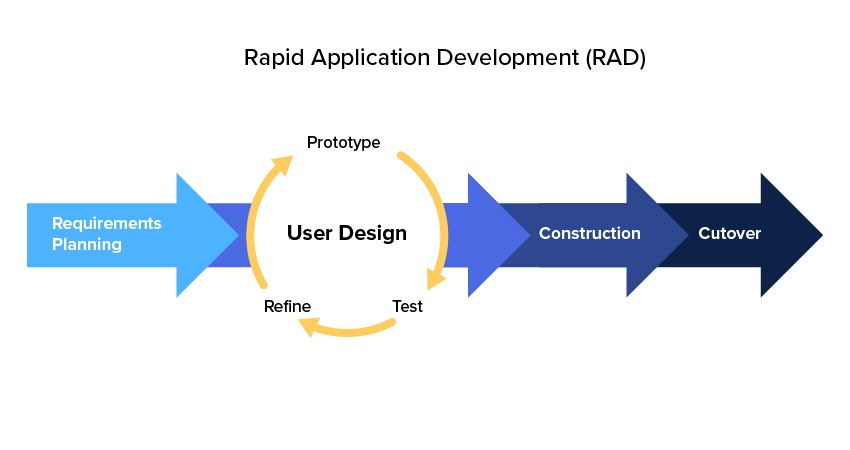 Rapid Application Development (RAD)
Prototype
Requirements
Planning
User Design
Construction
Cutover
Refine
Test